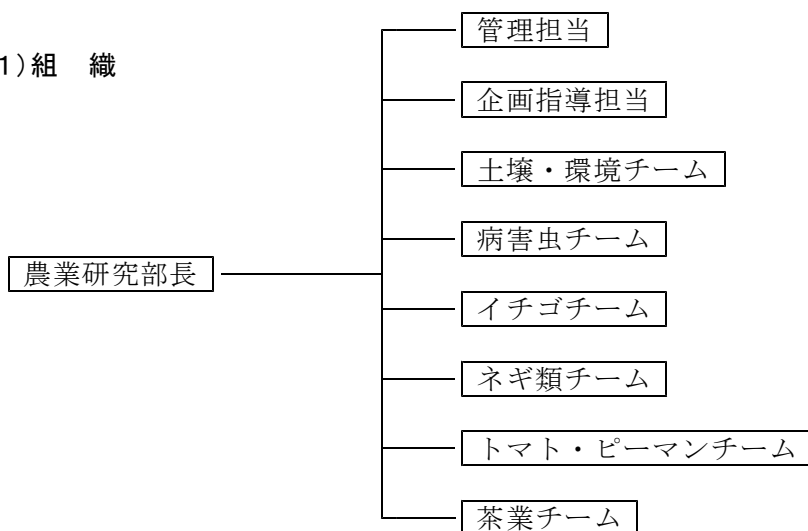 1)組　織
管理担当
企画指導担当
土壌・環境チーム
病害虫チーム
農業研究部長
イチゴチーム
ネギ類チーム
トマト・ピーマンチーム
茶業チーム